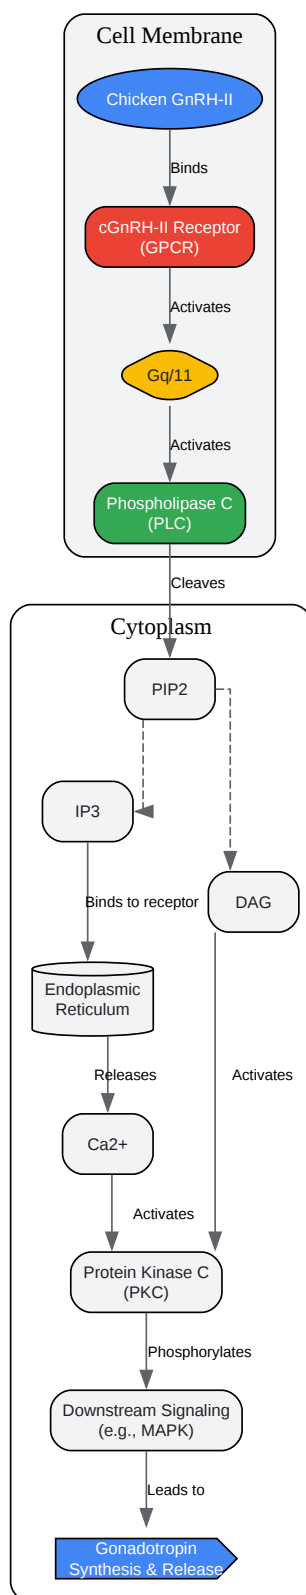 Cell Membrane
Chicken GnRH-II
Binds
cGnRH-II Receptor
(GPCR)
Activates
Gq/11
Activates
Phospholipase C
(PLC)
Cleaves
Cytoplasm
PIP2
IP3
DAG
Binds to receptor
Endoplasmic
Reticulum
Releases
Activates
Ca2+
Activates
Protein Kinase C
(PKC)
Phosphorylates
Downstream Signaling
(e.g., MAPK)
Leads to
Gonadotropin
Synthesis & Release